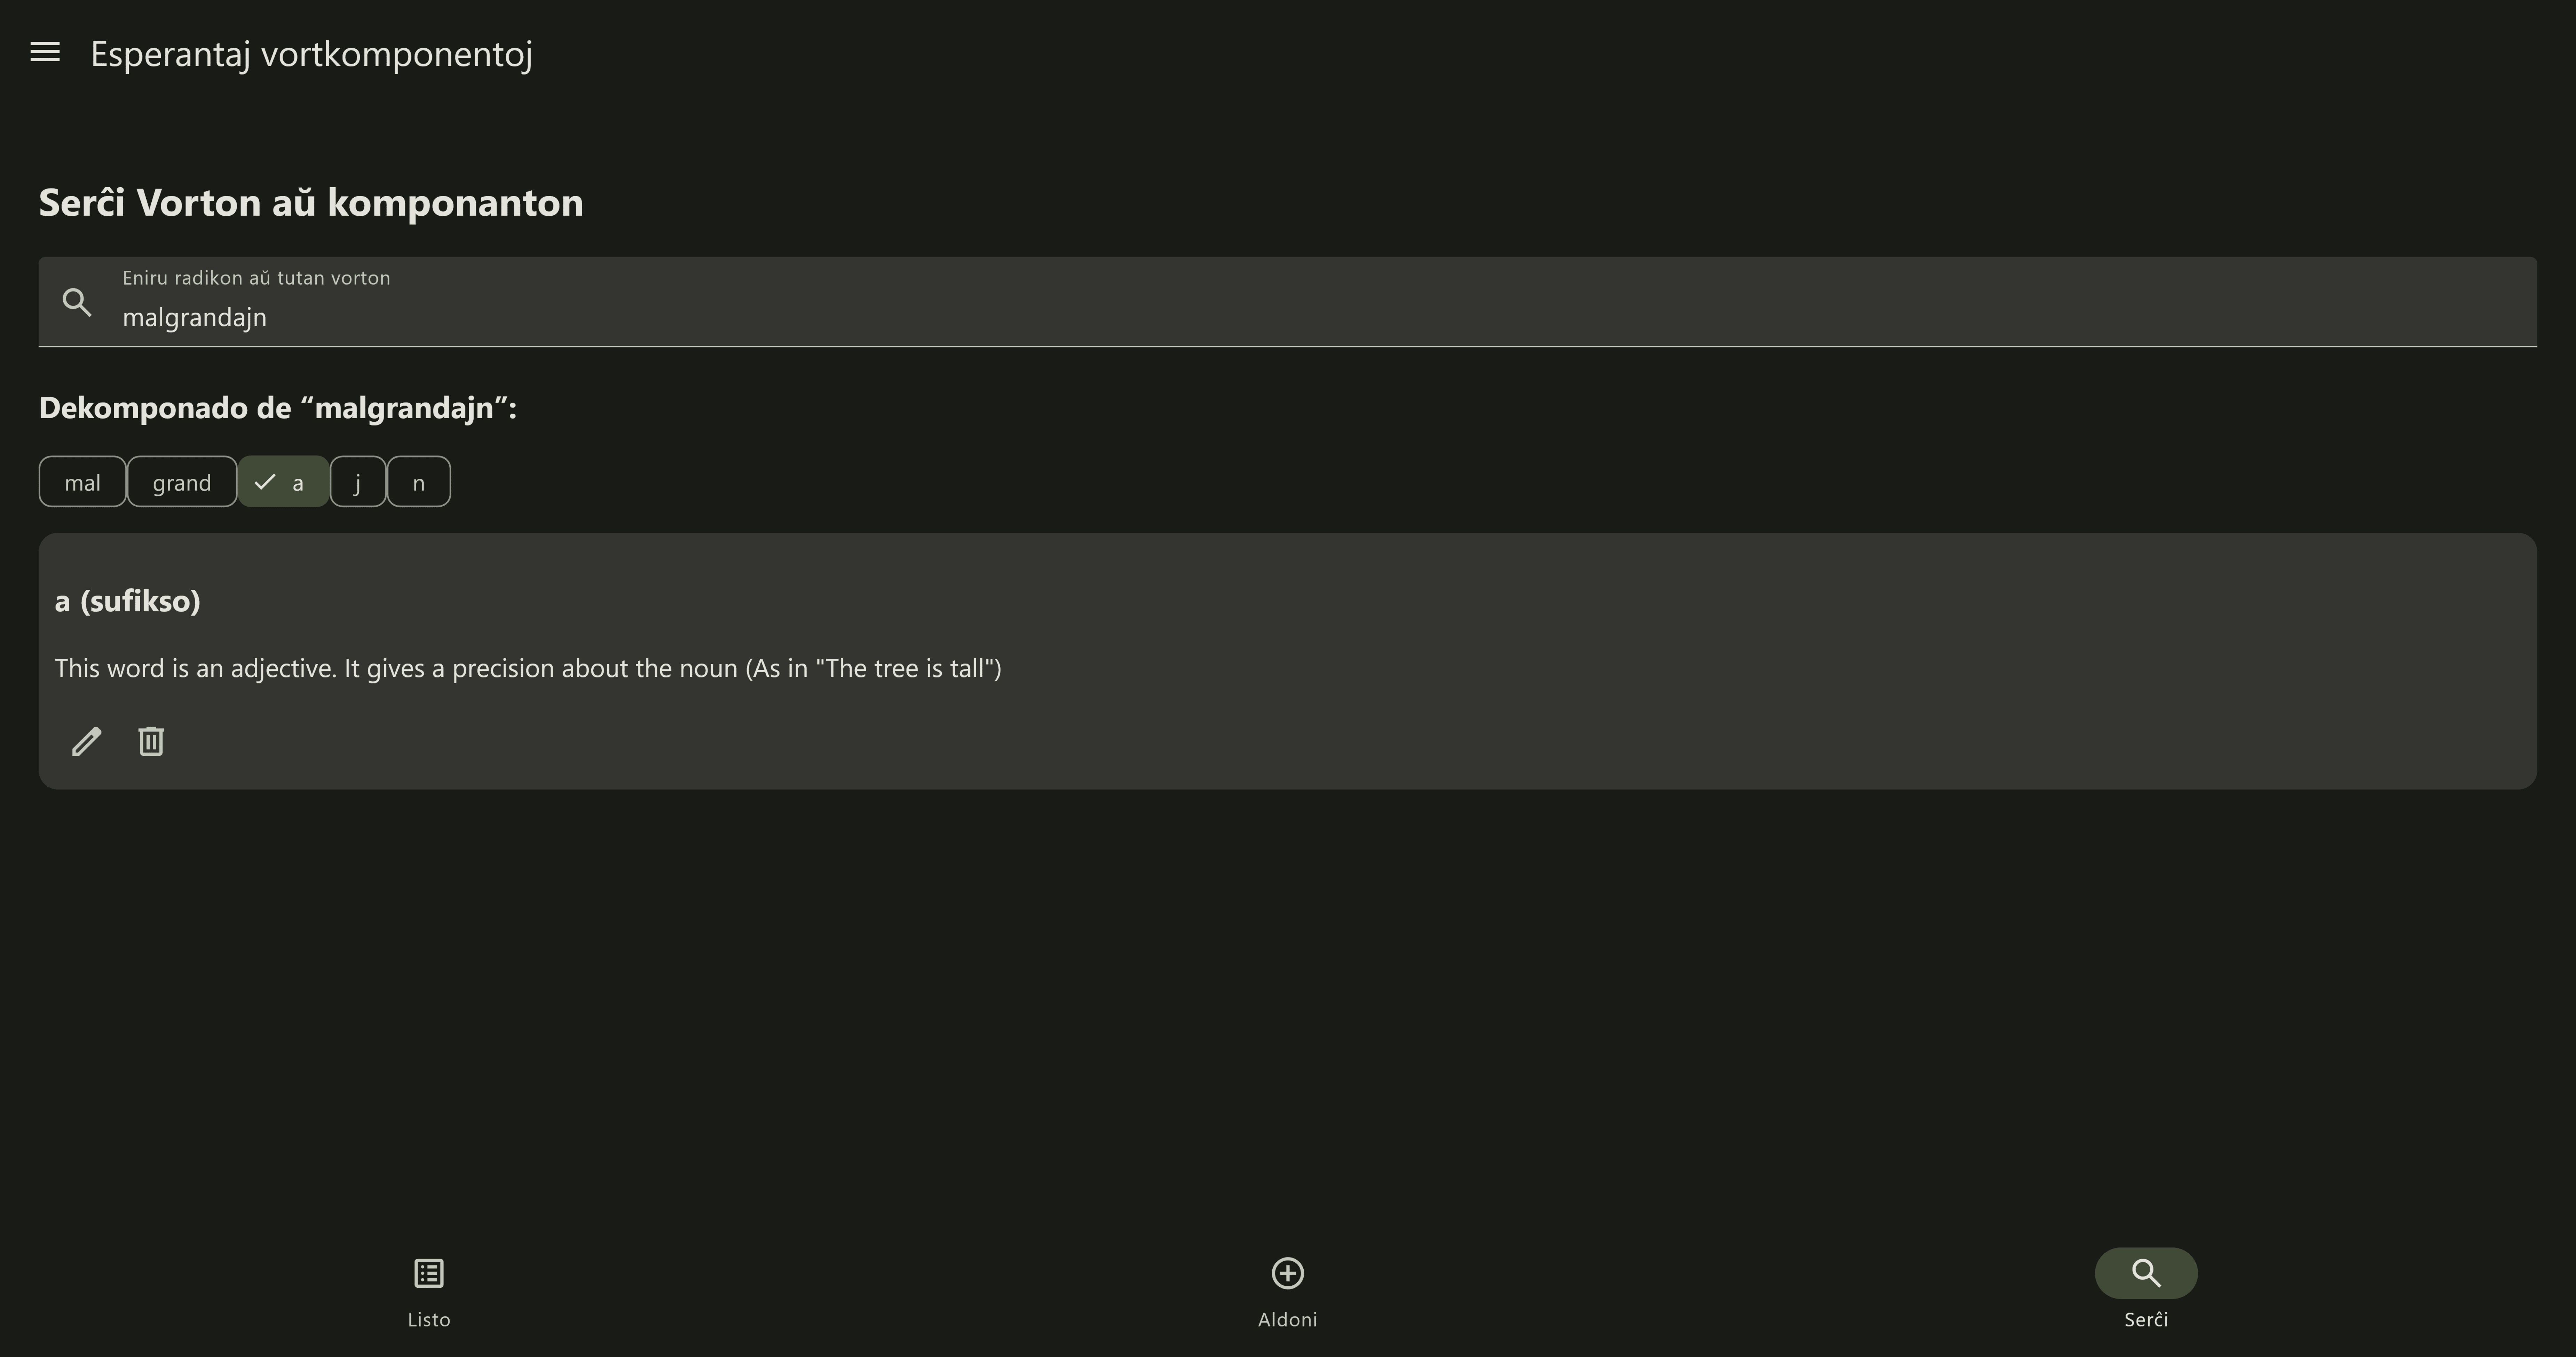 Esperantaj vortkomponentoj
Serĉi Vorton aŭ komponanton
Eniru radikon aŭ tutan vorton
malgrandajn
Dekomponado de “malgrandajn”:
mal grand a j n
a (sufikso)
This word is an adjective. It gives a precision about the noun (As in "The tree is tall")
Listo Aldoni Serĉi